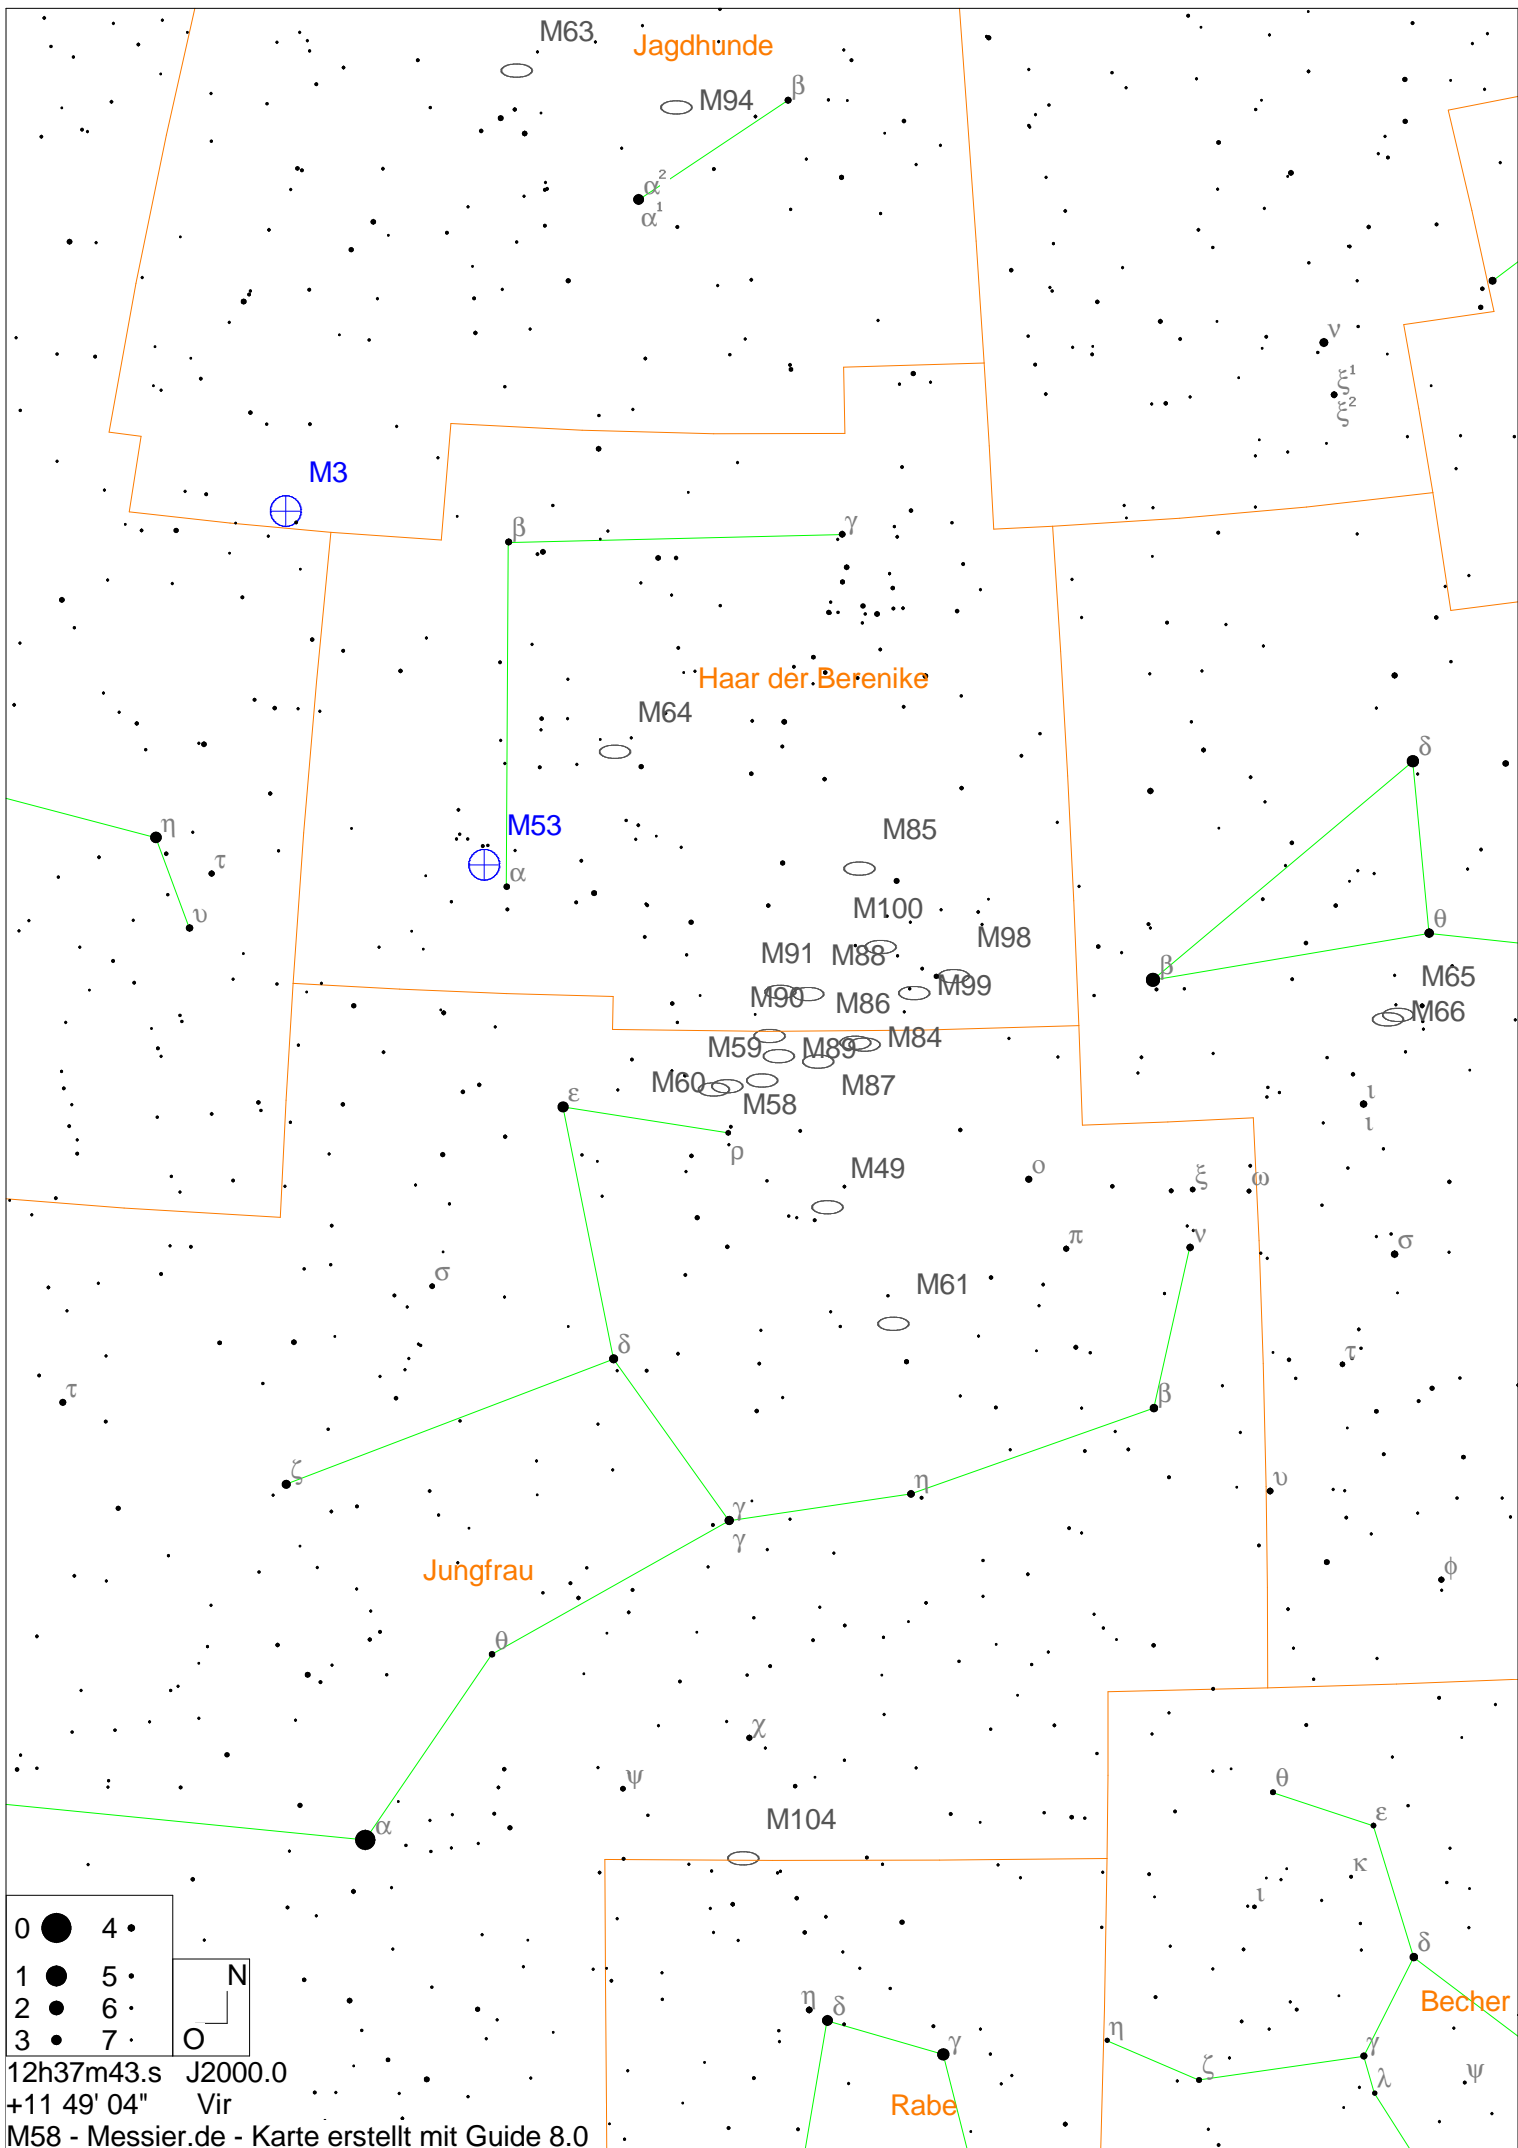 M63
Jagdhunde
M94
β
α²
α¹
ν
ξ¹
ξ²
M3
β
γ
Haar der Berenike
M64
δ
η
τ
υ
M53
α
M85
M100
M98
M91
M88
M90
M86
M99
β
θ
M65
M66
M59
M89
M84
M60
M58
M87
ε
ρ
ι
ι
M49
ο
ξ
ω
π
ν
σ
σ
M61
δ
τ
τ
β
ζ
η
υ
γ
γ
Jungfrau
φ
θ
χ
ψ
θ
ε
α
M104
κ
ι
δ
0 4
1 5
2 6
3 7
N
O
Becher
η
δ
γ
η
ζ
γ
λ
ψ
Rabe
12h37m43.s J2000.0
+11 49' 04" Vir
M58 - Messier.de - Karte erstellt mit Guide 8.0